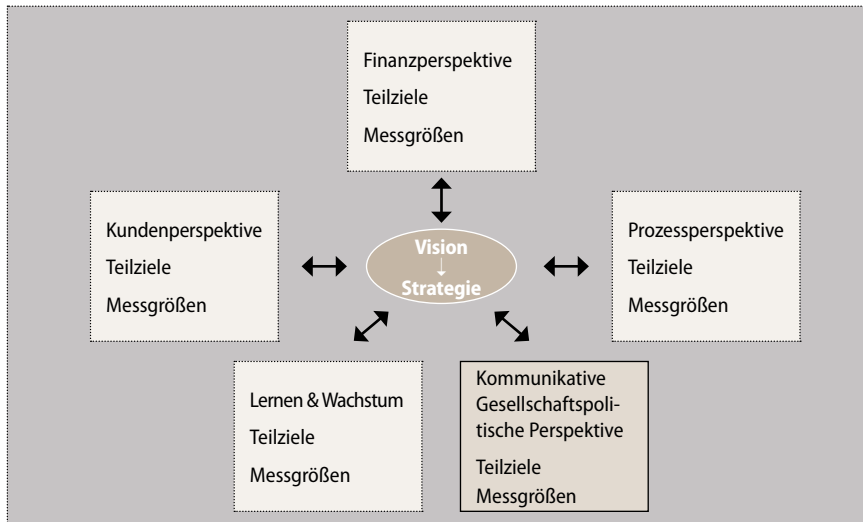 Finanzperspektive
Teilziele
Messgrößen
Kundenperspektive
Teilziele
Messgrößen
Vision
↓
Strategie
Prozessperspektive
Teilziele
Messgrößen
Lernen & Wachstum
Teilziele
Messgrößen
Kommunikative
Gesellschaftspoli-
tische Perspektive
Teilziele
Messgrößen